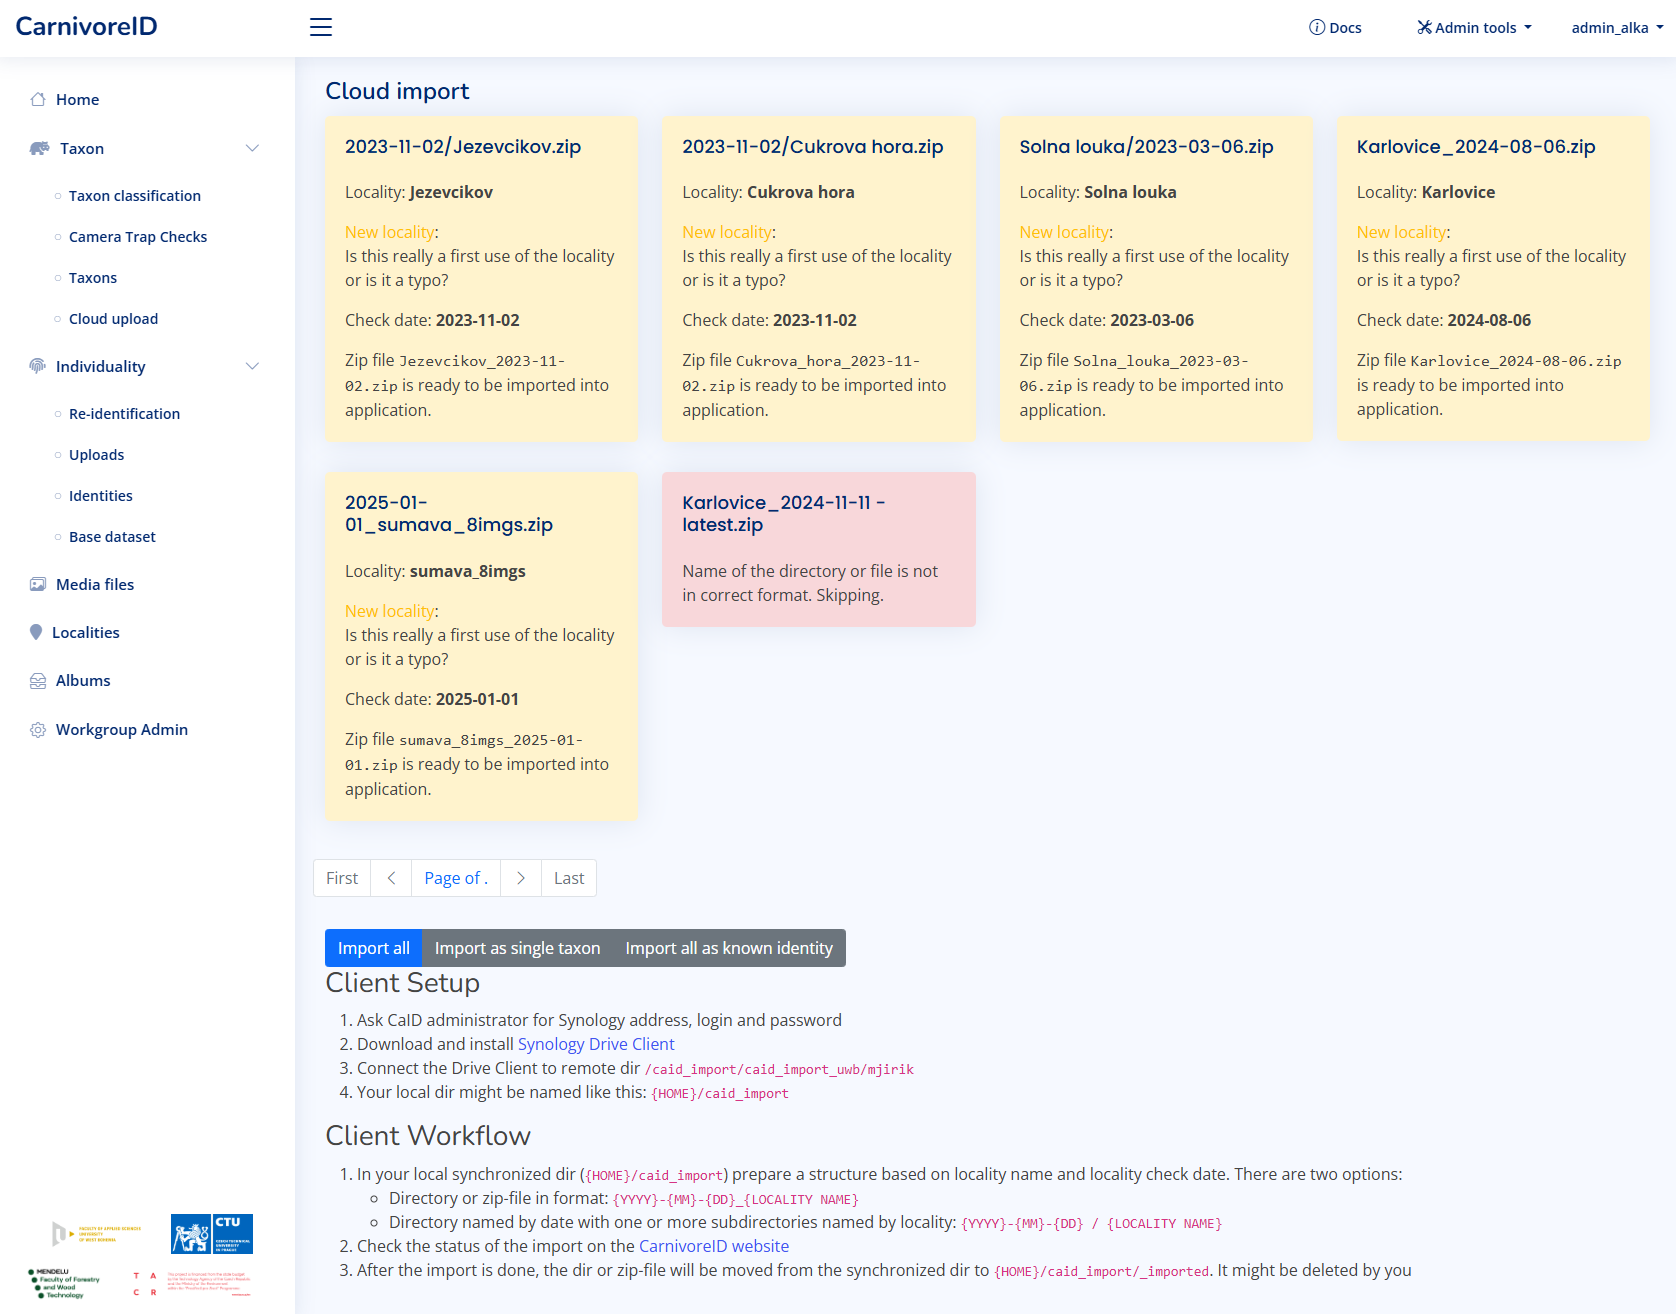 CarnivoreID
Docs
Admin tools
admin_alka
Home
Taxon
Taxon classification
Camera Trap Checks
Taxons
Cloud upload
Individuality
Re-identification
Uploads
Identities
Base dataset
Media files
Localities
Albums
Workgroup Admin
Cloud import
2023-11-02/Jezevcikov.zip
Locality: Jezevcikov
New locality:
Is this really a first use of the locality
or is it a typo?
Check date: 2023-11-02
Zip file Jezevcikov_2023-11-
02.zip is ready to be imported into
application.
2023-11-02/Cukrova hora.zip
Locality: Cukrova hora
New locality:
Is this really a first use of the locality
or is it a typo?
Check date: 2023-11-02
Zip file Cukrova_hora_2023-11-
02.zip is ready to be imported into
application.
Solna louka/2023-03-06.zip
Locality: Solna louka
New locality:
Is this really a first use of the locality
or is it a typo?
Check date: 2023-03-06
Zip file Solna_louka_2023-03-
06.zip is ready to be imported into
application.
Karlovice_2024-08-06.zip
Locality: Karlovice
New locality:
Is this really a first use of the locality
or is it a typo?
Check date: 2024-08-06
Zip file Karlovice_2024-08-06.zip
is ready to be imported into
application.
2025-01-
01_sumava_8imgs.zip
Locality: sumava_8imgs
New locality:
Is this really a first use of the locality
or is it a typo?
Check date: 2025-01-01
Zip file sumava_8imgs_2025-01-
01.zip is ready to be imported into
application.
Karlovice_2024-11-11 -
latest.zip
Name of the directory or file is not
in correct format. Skipping.
First < Page of . > Last
Import all Import as single taxon Import all as known identity
Client Setup
1. Ask CaID administrator for Synology address, login and password
2. Download and install Synology Drive Client
3. Connect the Drive Client to remote dir /caid_import/caid_import_uwb/mjirik
4. Your local dir might be named like this: {HOME}/caid_import
Client Workflow
1. In your local synchronized dir ({HOME}/caid_import) prepare a structure based on locality name and locality check date. There are two options:
Directory or zip-file in format: {YYYY}-{MM}-{DD}_{LOCALITY NAME}
Directory named by date with one or more subdirectories named by locality: {YYYY}-{MM}-{DD} / {LOCALITY NAME}
2. Check the status of the import on the CarnivoreID website
3. After the import is done, the dir or zip-file will be moved from the synchronized dir to {HOME}/caid_import/_imported. It might be deleted by you
FACULTY OF APPLIED SCIENCES
UNIVERSITY
OF WEST BOHEMIA
CTU
CZECH TECHNICAL
UNIVERSITY
IN PRAGUE
MENDELU
Faculty of Forestry
and Wood
Technology
T A
C R